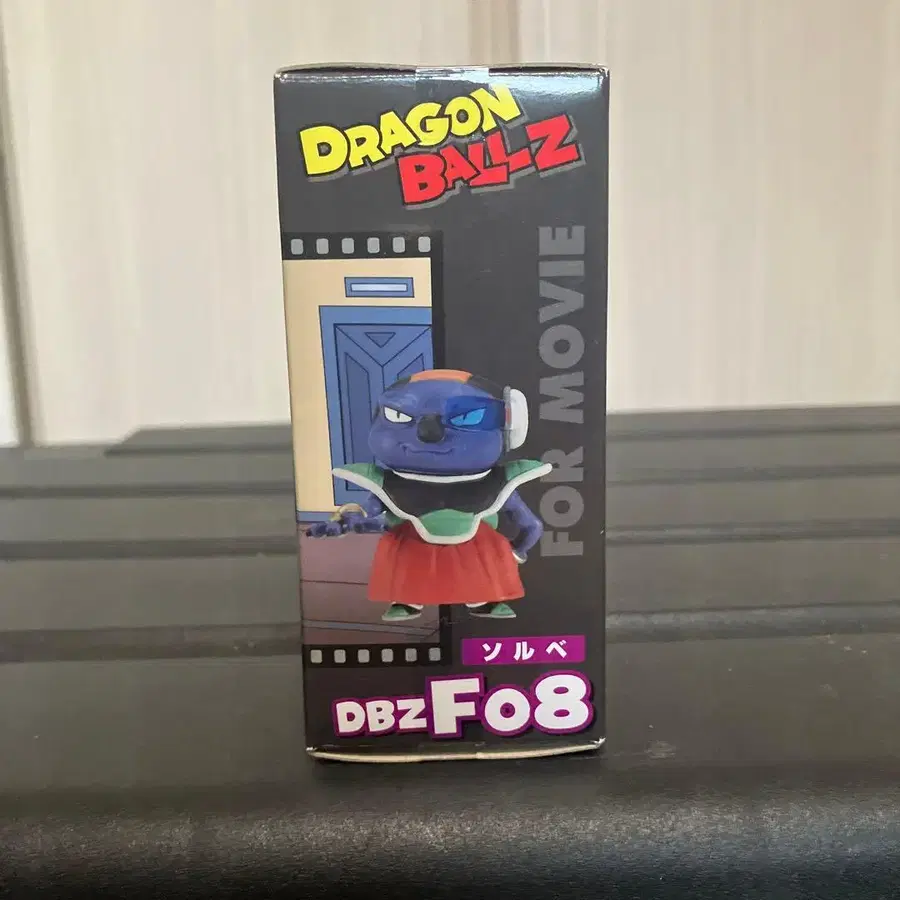 DRAGON
BALL Z
FOR MOVIE
ソルベ
DBZ F08